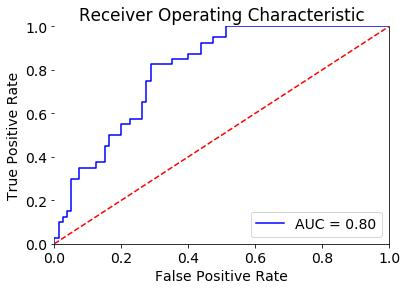 Receiver Operating Characteristic
1.0
0.8
0.6
0.4
0.2
0.0
True Positive Rate
AUC = 0.80
0.0 0.2 0.4 0.6 0.8 1.0
False Positive Rate